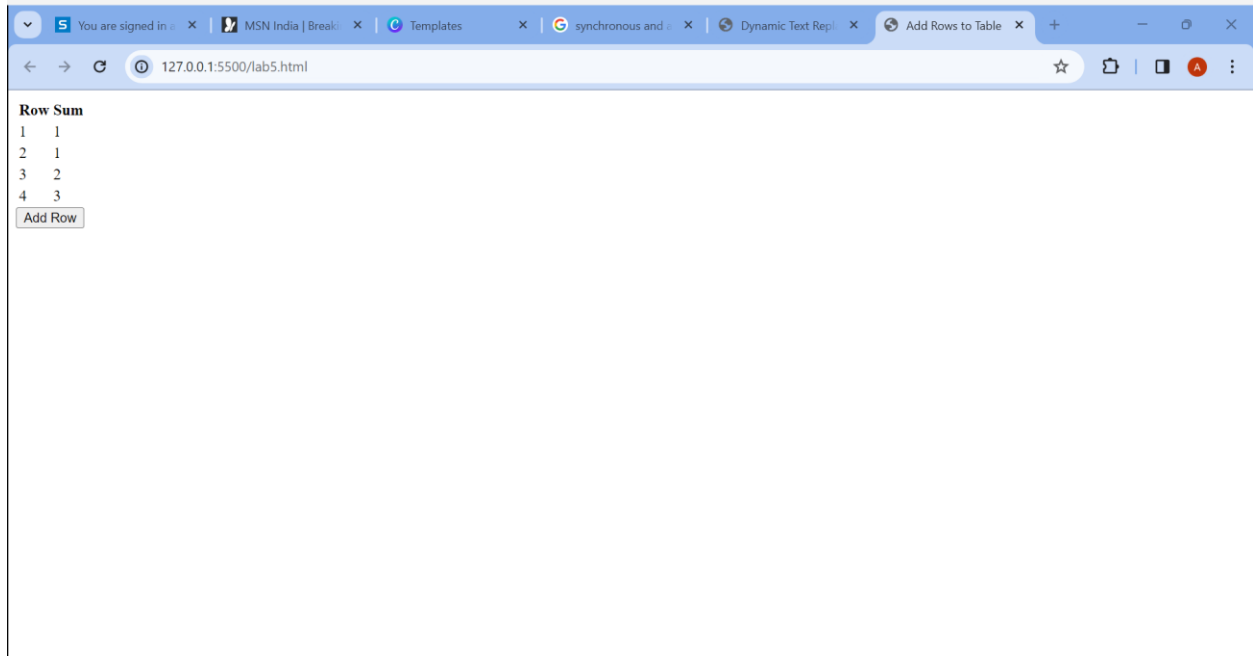 You are signed in a
MSN India | Breaki
Templates
synchronous and a
Dynamic Text Repl
Add Rows to Table
127.0.0.1:5500/lab5.html
A
Row Sum
1 1
2 1
3 2
4 3
Add Row